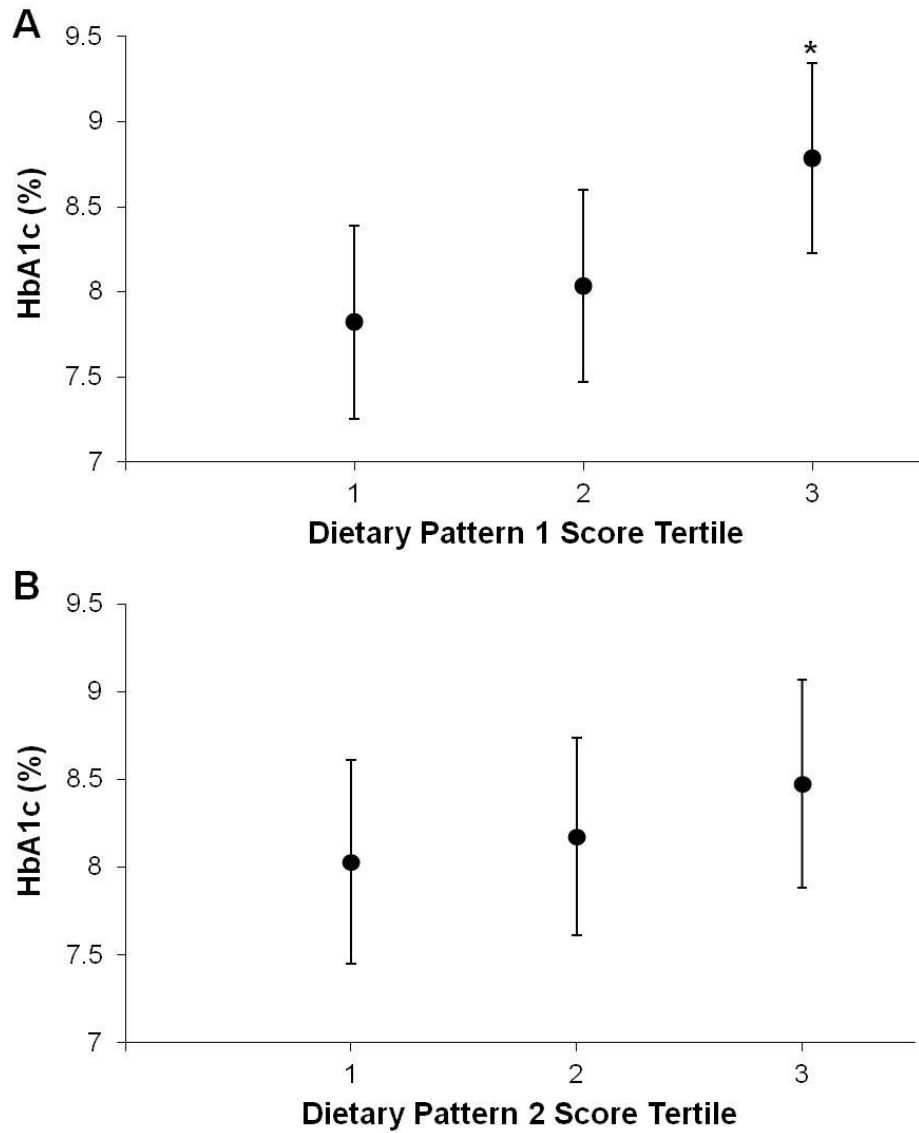 A
9.5
*
9
8.5
8
7.5
7
HbA1c (%)
1 2 3
Dietary Pattern 1 Score Tertile
B
9.5
9
8.5
8
7.5
7
HbA1c (%)
1 2 3
Dietary Pattern 2 Score Tertile